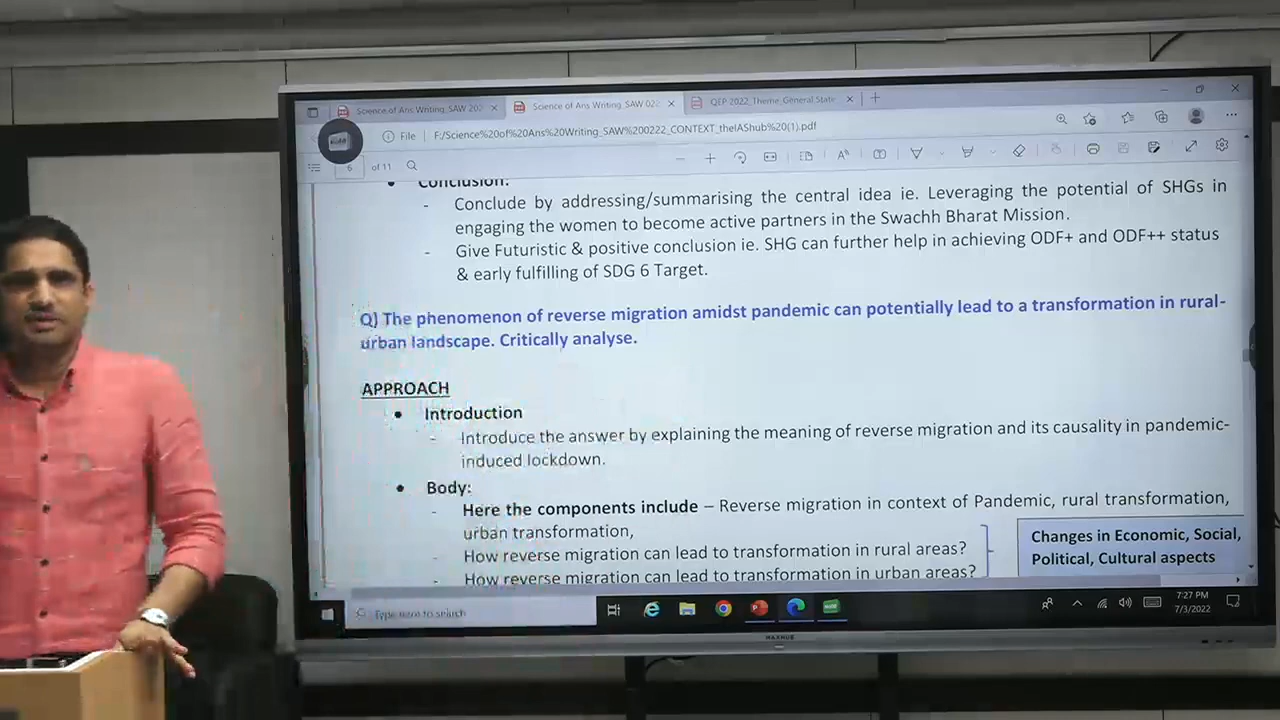 Science of Ans Writing_SAW 202
Science of Ans Writing_SAW 022
QEP 2022_Theme_General State
File
F:/Science%20of%20Ans%20Writing_SAW%200222_CONTEXT_theIAShub%20(1).pdf
6 of 11
Conclusion:
- Conclude by addressing/summarising the central idea ie. Leveraging the potential of SHGs in
engaging the women to become active partners in the Swachh Bharat Mission.
- Give Futuristic & positive conclusion ie. SHG can further help in achieving ODF+ and ODF++ status
& early fulfilling of SDG 6 Target.
Q) The phenomenon of reverse migration amidst pandemic can potentially lead to a transformation in rural-
urban landscape. Critically analyse.
APPROACH
• Introduction
- Introduce the answer by explaining the meaning of reverse migration and its causality in pandemic-
induced lockdown.
• Body:
- Here the components include – Reverse migration in context of Pandemic, rural transformation,
urban transformation,
- How reverse migration can lead to transformation in rural areas?
- How reverse migration can lead to transformation in urban areas?
Changes in Economic, Social,
Political, Cultural aspects
Type here to search
7:27 PM
7/3/2022
MAXHUB